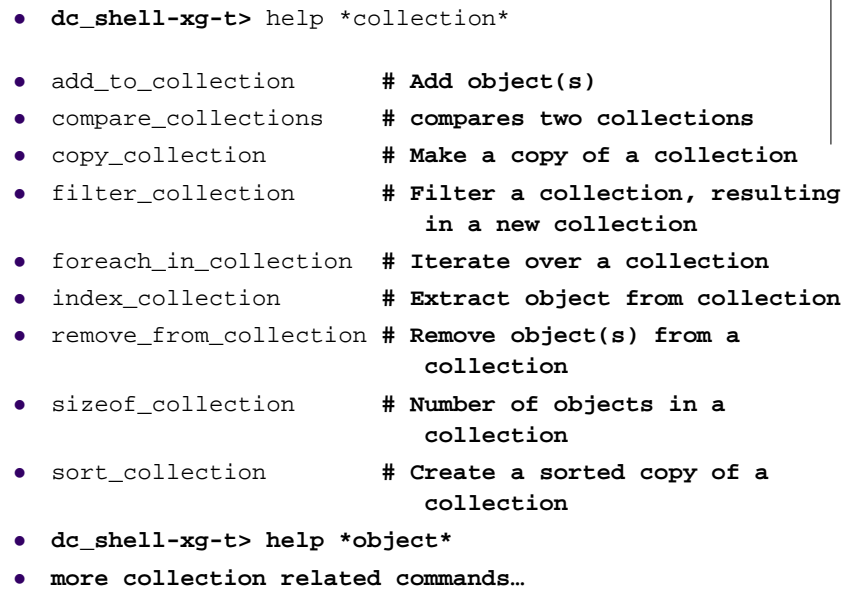 • dc_shell-xg-t> help *collection*
• add_to_collection # Add object(s)
• compare_collections # compares two collections
• copy_collection # Make a copy of a collection
• filter_collection # Filter a collection, resulting
in a new collection
• foreach_in_collection # Iterate over a collection
• index_collection # Extract object from collection
• remove_from_collection # Remove object(s) from a
collection
• sizeof_collection # Number of objects in a
collection
• sort_collection # Create a sorted copy of a
collection
• dc_shell-xg-t> help *object*
• more collection related commands…